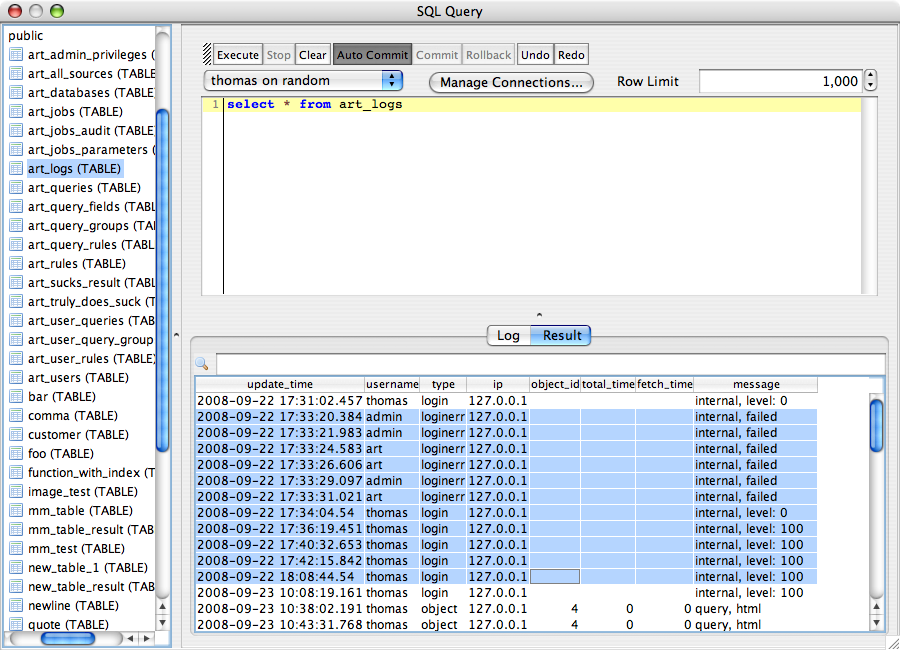 SQL Query
public
art_admin_privileges (
art_all_sources (TABLE
art_databases (TABLE
art_jobs (TABLE)
art_jobs_audit (TABLE
art_jobs_parameters (
art_logs (TABLE)
art_queries (TABLE)
art_query_fields (TABL
art_query_groups (TAI
art_query_rules (TABL
art_rules (TABLE)
art_sucks_result (TABL
art_truly_does_suck (T
art_user_queries (TAB
art_user_query_group
art_user_rules (TABLE)
art_users (TABLE)
bar (TABLE)
comma (TABLE)
customer (TABLE)
foo (TABLE)
function_with_index (T
image_test (TABLE)
mm_table (TABLE)
mm_table_result (TAB
mm_test (TABLE)
new_table_1 (TABLE)
new_table_result (TAB
newline (TABLE)
quote (TABLE)
Execute Stop Clear Auto Commit Commit Rollback Undo Redo
thomas on random Manage Connections... Row Limit 1,000
1 select * from art_logs
Log Result
update_time username type ip object_id total_time fetch_time message
2008-09-22 17:31:02.457 thomas login 127.0.0.1 internal, level: 0
2008-09-22 17:33:20.384 admin loginerr 127.0.0.1 internal, failed
2008-09-22 17:33:21.983 admin loginerr 127.0.0.1 internal, failed
2008-09-22 17:33:24.583 art loginerr 127.0.0.1 internal, failed
2008-09-22 17:33:26.606 art loginerr 127.0.0.1 internal, failed
2008-09-22 17:33:29.097 admin loginerr 127.0.0.1 internal, failed
2008-09-22 17:33:31.021 art loginerr 127.0.0.1 internal, failed
2008-09-22 17:34:04.54 thomas login 127.0.0.1 internal, level: 0
2008-09-22 17:36:19.451 thomas login 127.0.0.1 internal, level: 100
2008-09-22 17:40:32.653 thomas login 127.0.0.1 internal, level: 100
2008-09-22 17:42:15.842 thomas login 127.0.0.1 internal, level: 100
2008-09-22 18:08:44.54 thomas login 127.0.0.1 internal, level: 100
2008-09-23 10:08:19.161 thomas login 127.0.0.1 internal, level: 100
2008-09-23 10:38:02.191 thomas object 127.0.0.1 4 0 0 query, html
2008-09-23 10:43:31.768 thomas object 127.0.0.1 4 0 0 query, html